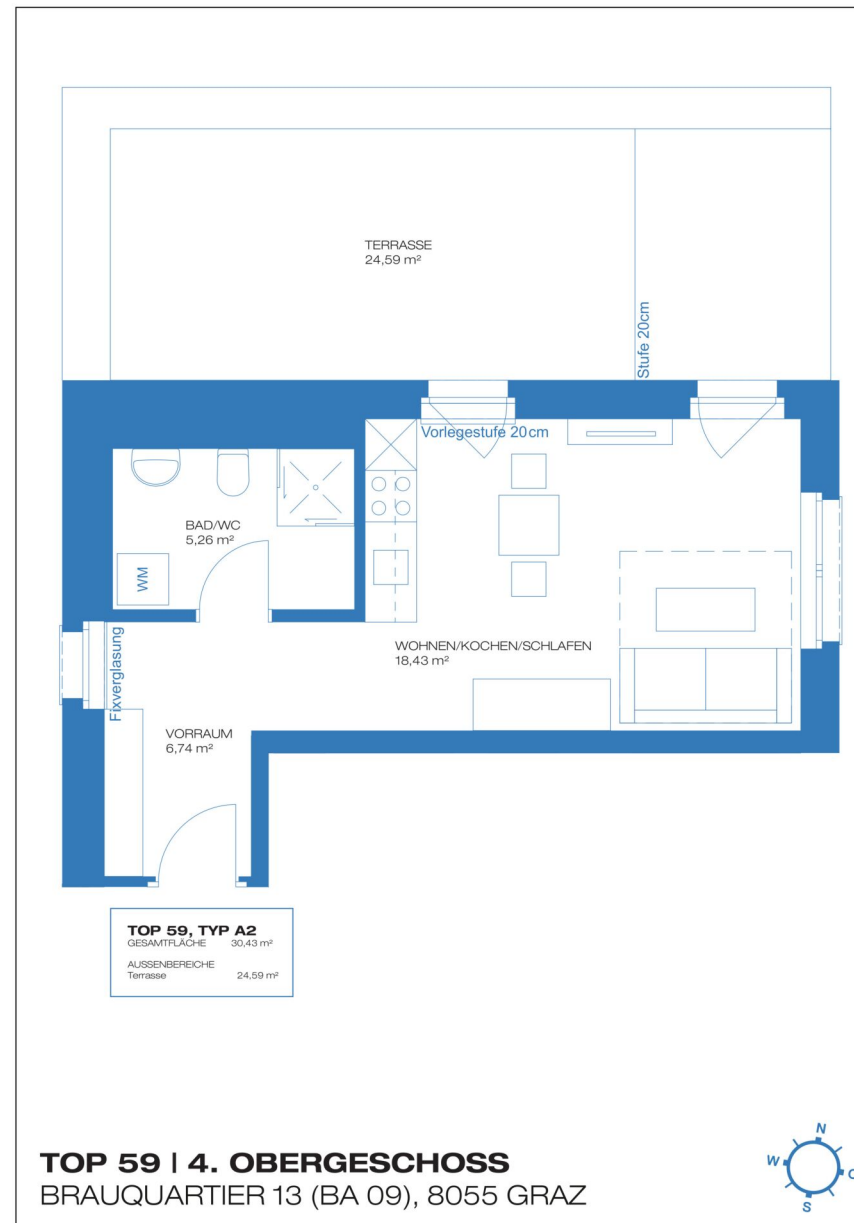 TERRASSE
24,59 m²
Stufe 20cm
Vorlegestufe 20cm
BAD/WC
5,26 m²
WM
Fixverglasung
WOHNEN/KOCHEN/SCHLAFEN
18,43 m²
VORRAUM
6,74 m²
TOP 59, TYP A2
GESAMTFLÄCHE 30,43 m²
AUSSENBEREICHE
Terrasse 24,59 m²
TOP 59 | 4. OBERGESCHOSS
BRAUQUARTIER 13 (BA 09), 8055 GRAZ
N
W
O
S